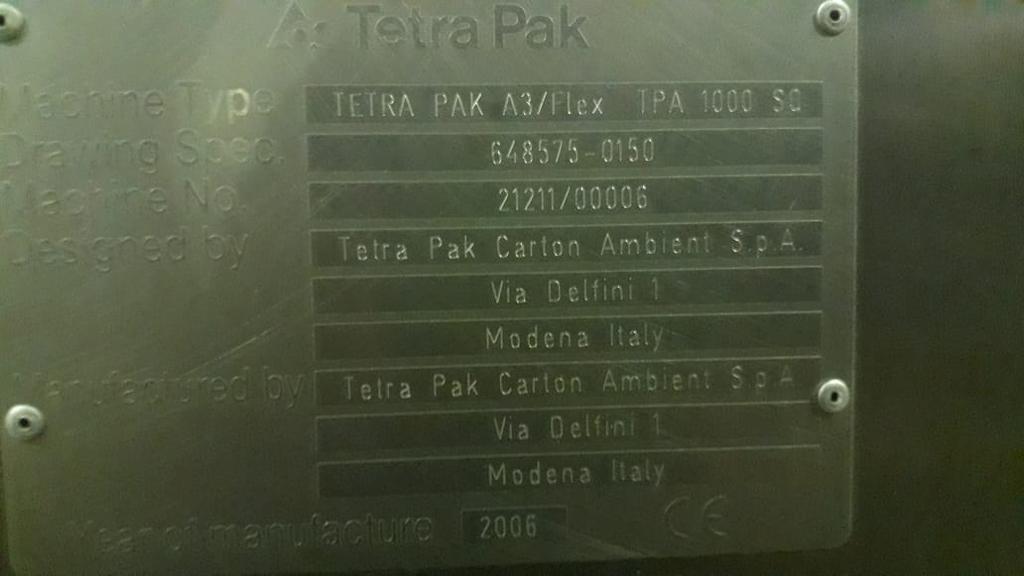 Tetra Pak
Machine Type TETRA PAK A3/Flex TPA 1000 SQ
Drawing Spec. 648575-0150
Machine No. 21211/00006
Designed by Tetra Pak Carton Ambient S.p.A.
Via Delfini 1
Modena Italy
Manufactured by Tetra Pak Carton Ambient S.p.A
Via Delfini 1
Modena Italy
Year of manufacture 2006 CE